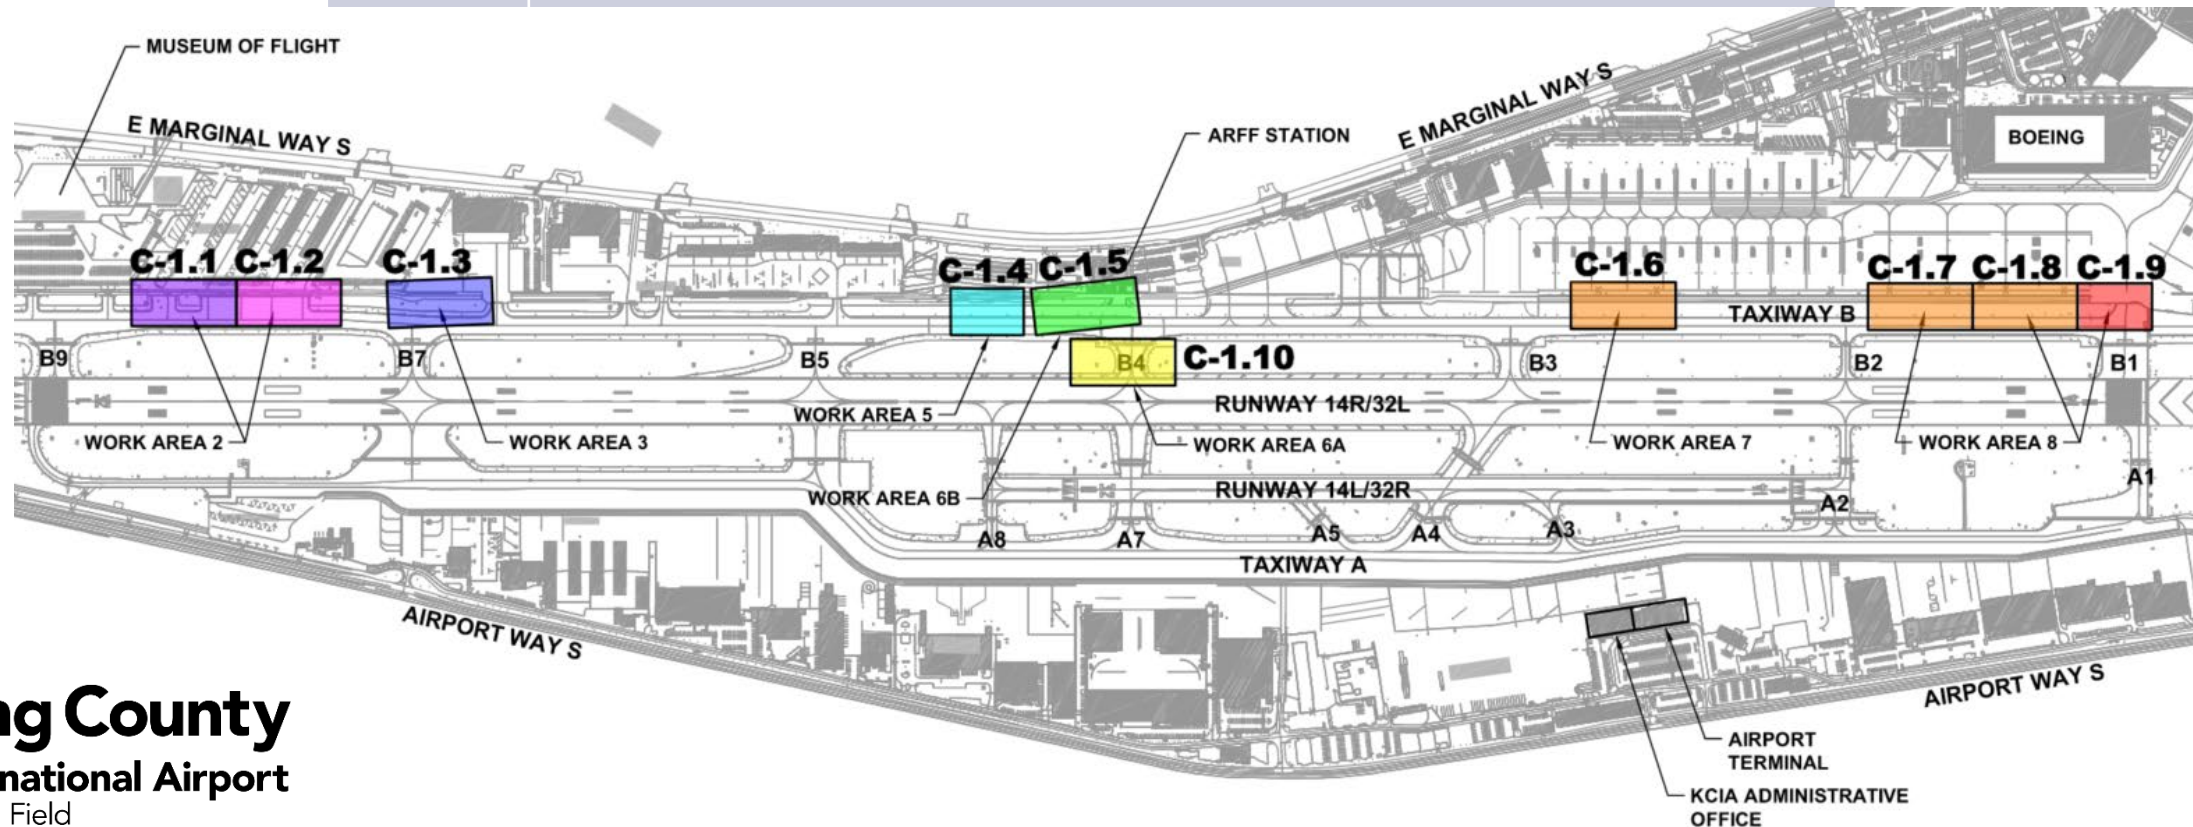 MUSEUM OF FLIGHT
E MARGINAL WAY S
ARFF STATION
E MARGINAL WAY S
BOEING
C-1.1 C-1.2
C-1.3
C-1.4 C-1.5
C-1.6
C-1.7 C-1.8 C-1.9
TAXIWAY B
B9
B7
B5
B4
C-1.10
B3
B2
B1
RUNWAY 14R/32L
WORK AREA 5
WORK AREA 2
WORK AREA 3
WORK AREA 6A
WORK AREA 7
WORK AREA 8
WORK AREA 6B
RUNWAY 14L/32R
A1
A2
A8
A7
A5
A4
A3
TAXIWAY A
AIRPORT WAY S
AIRPORT WAY S
AIRPORT
TERMINAL
KCIA ADMINISTRATIVE
OFFICE
ng County
national Airport
Field